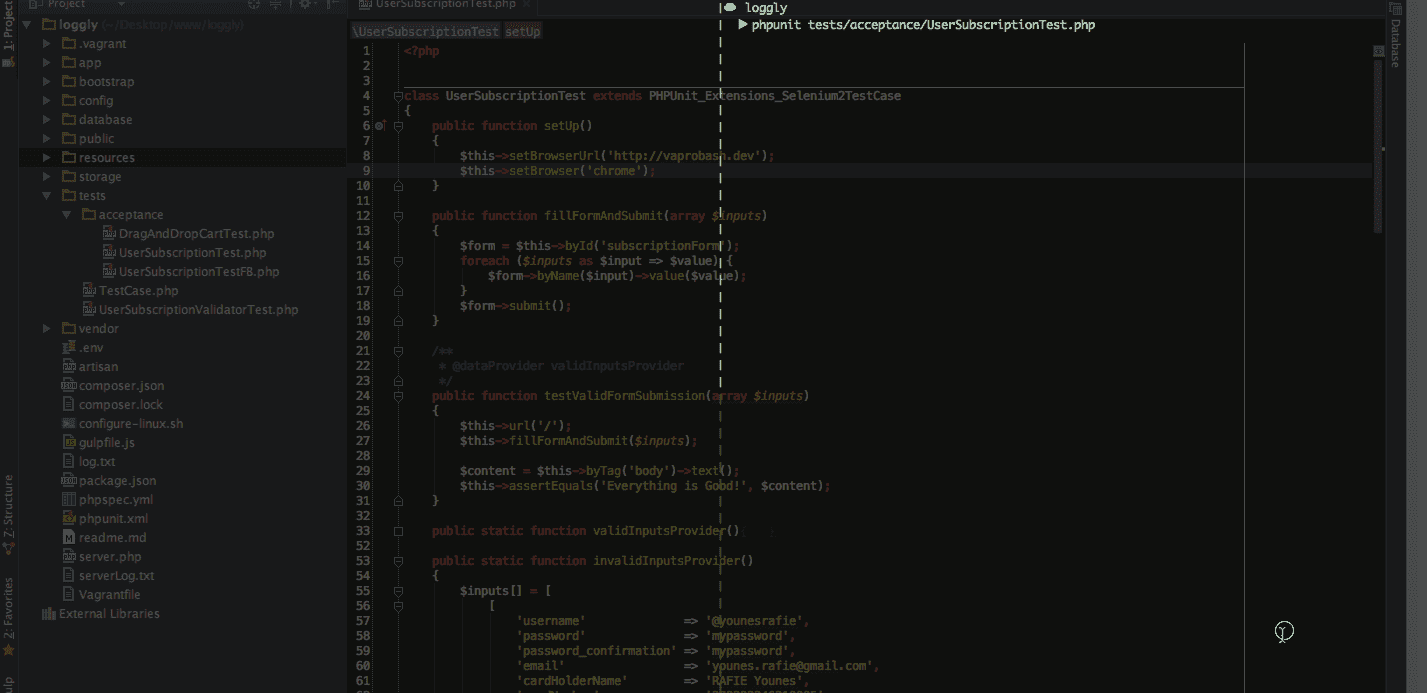 1: Project
Project
loggly (~/Desktop/www/loggly)
.vagrant
app
bootstrap
config
database
public
resources
storage
tests
acceptance
DragAndDropCartTest.php
UserSubscriptionTest.php
UserSubscriptionTestFB.php
TestCase.php
UserSubscriptionValidatorTest.php
vendor
.env
artisan
composer.json
composer.lock
configure-linux.sh
gulpfile.js
log.txt
package.json
phpspec.yml
phpunit.xml
readme.md
server.php
serverLog.txt
Vagrantfile
External Libraries
Z: Structure
2: Favorites
UserSubscriptionTest.php
\UserSubscriptionTest setUp
loggly
phpunit tests/acceptance/UserSubscriptionTest.php
Database
1 <?php
2
3
4 class UserSubscriptionTest extends PHPUnit_Extensions_Selenium2TestCase
5 {
6 public function setUp()
7 {
8 $this->setBrowserUrl('http://vaprobash.dev');
9 $this->setBrowser('chrome');
10 }
11
12 public function fillFormAndSubmit(array $inputs)
13 {
14 $form = $this->byId('subscriptionForm');
15 foreach ($inputs as $input => $value) {
16 $form->byName($input)->value($value);
17 }
18 $form->submit();
19 }
20
21 /**
22 * @dataProvider validInputsProvider
23 */
24 public function testValidFormSubmission(array $inputs)
25 {
26 $this->url('/');
27 $this->fillFormAndSubmit($inputs);
28
29 $content = $this->byTag('body')->text();
30 $this->assertEquals('Everything is Good!', $content);
31 }
32
33 public static function validInputsProvider()
52
53 public static function invalidInputsProvider()
54 {
55 $inputs[] = [
56 [
57 'username' => '@younesrafie',
58 'password' => 'mypassword',
59 'password_confirmation' => 'mypassword',
60 'email' => 'younes.rafie@gmail.com',
61 'cardHolderName' => 'RAFIE Younes',